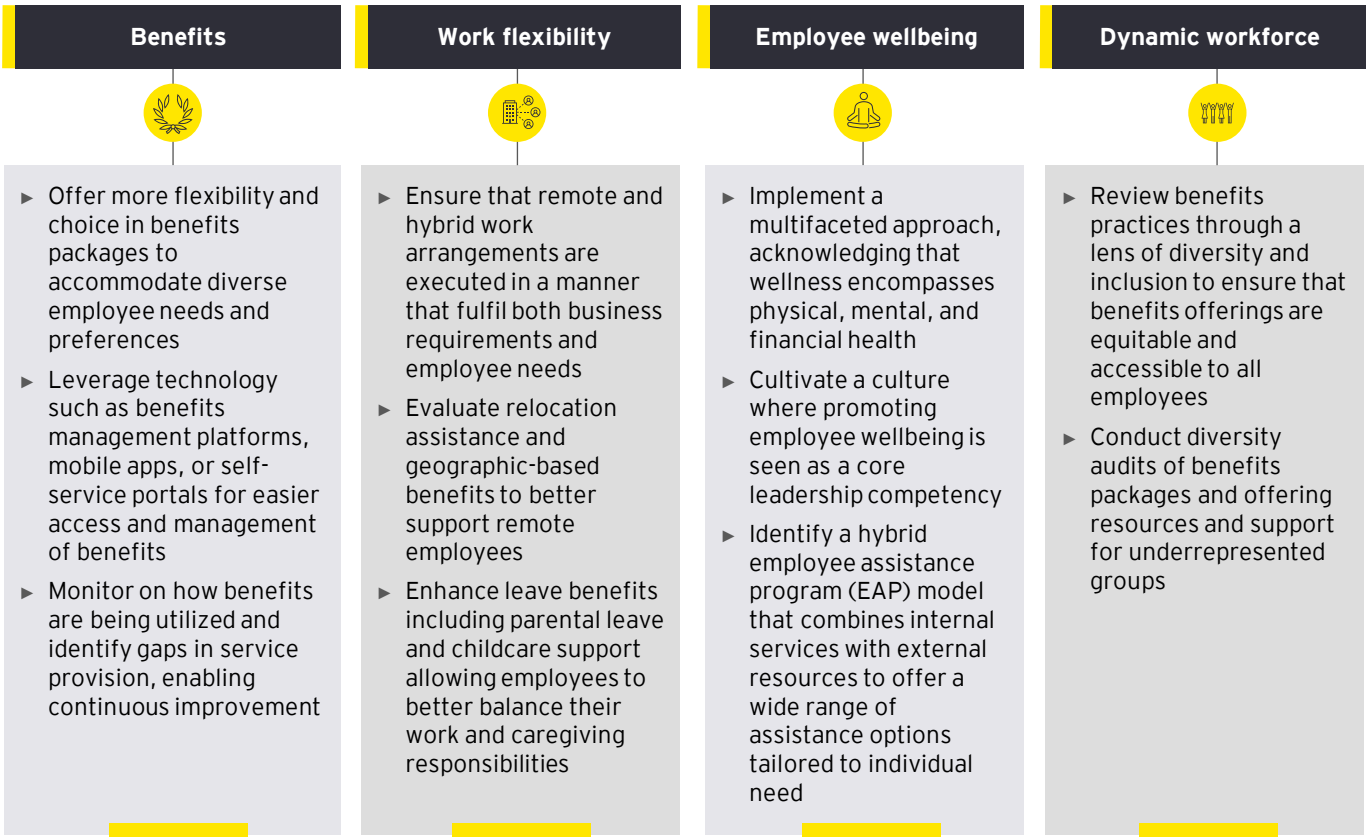 Benefits
Work flexibility
Employee wellbeing
Dynamic workforce
► Offer more flexibility and
choice in benefits
packages to
accommodate diverse
employee needs and
preferences
► Leverage technology
such as benefits
management platforms,
mobile apps, or self-
service portals for easier
access and management
of benefits
► Monitor on how benefits
are being utilized and
identify gaps in service
provision, enabling
continuous improvement
► Ensure that remote and
hybrid work
arrangements are
executed in a manner
that fulfil both business
requirements and
employee needs
► Evaluate relocation
assistance and
geographic-based
benefits to better
support remote
employees
► Enhance leave benefits
including parental leave
and childcare support
allowing employees to
better balance their
work and caregiving
responsibilities
► Implement a
multifaceted approach,
acknowledging that
wellness encompasses
physical, mental, and
financial health
► Cultivate a culture
where promoting
employee wellbeing is
seen as a core
leadership competency
► Identify a hybrid
employee assistance
program (EAP) model
that combines internal
services with external
resources to offer a
wide range of
assistance options
tailored to individual
need
► Review benefits
practices through a
lens of diversity and
inclusion to ensure that
benefits offerings are
equitable and
accessible to all
employees
► Conduct diversity
audits of benefits
packages and offering
resources and support
for underrepresented
groups